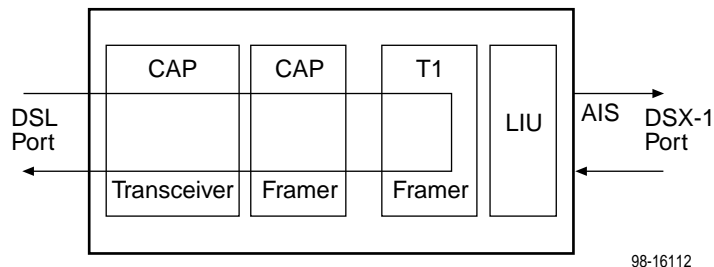 CAP
Transceiver
CAP
Framer
T1
Framer
LIU
DSL
Port
AIS
DSX-1
Port
98-16112